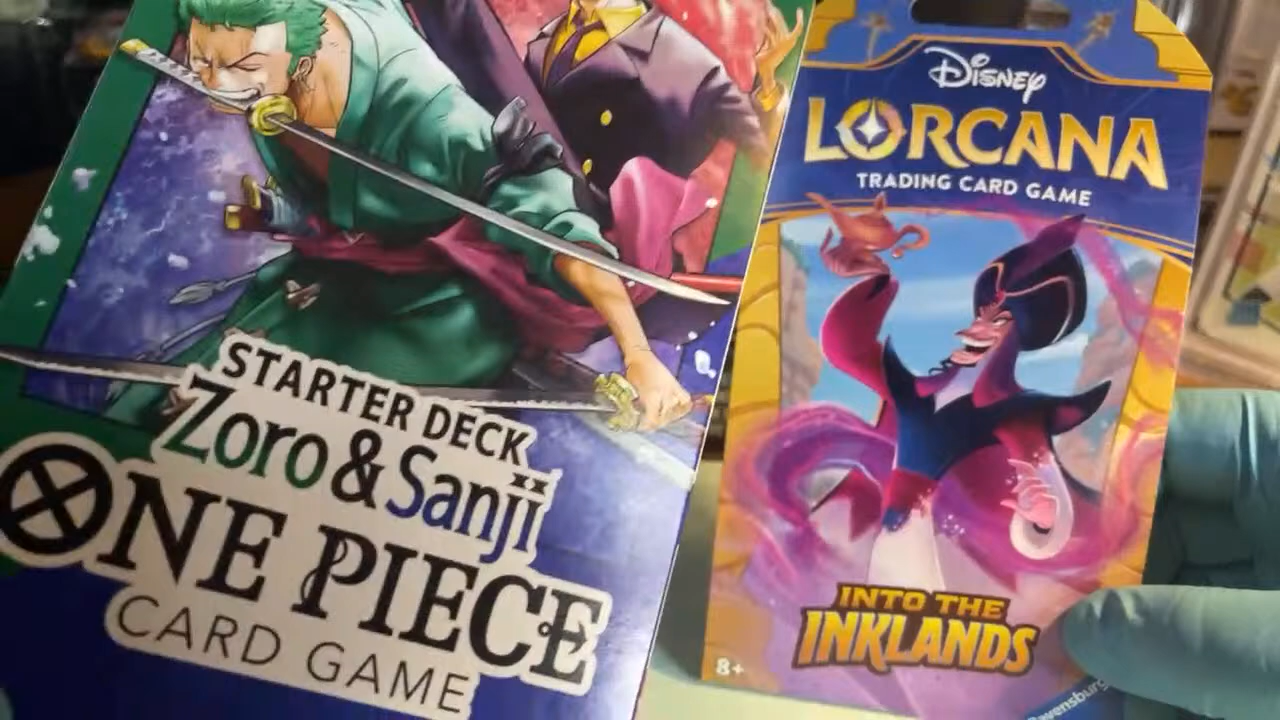 STARTER DECK
Zoro & Sanji
ONE PIECE
CARD GAME
Disney
LORCANA
TRADING CARD GAME
INTO THE
INKLANDS
8+